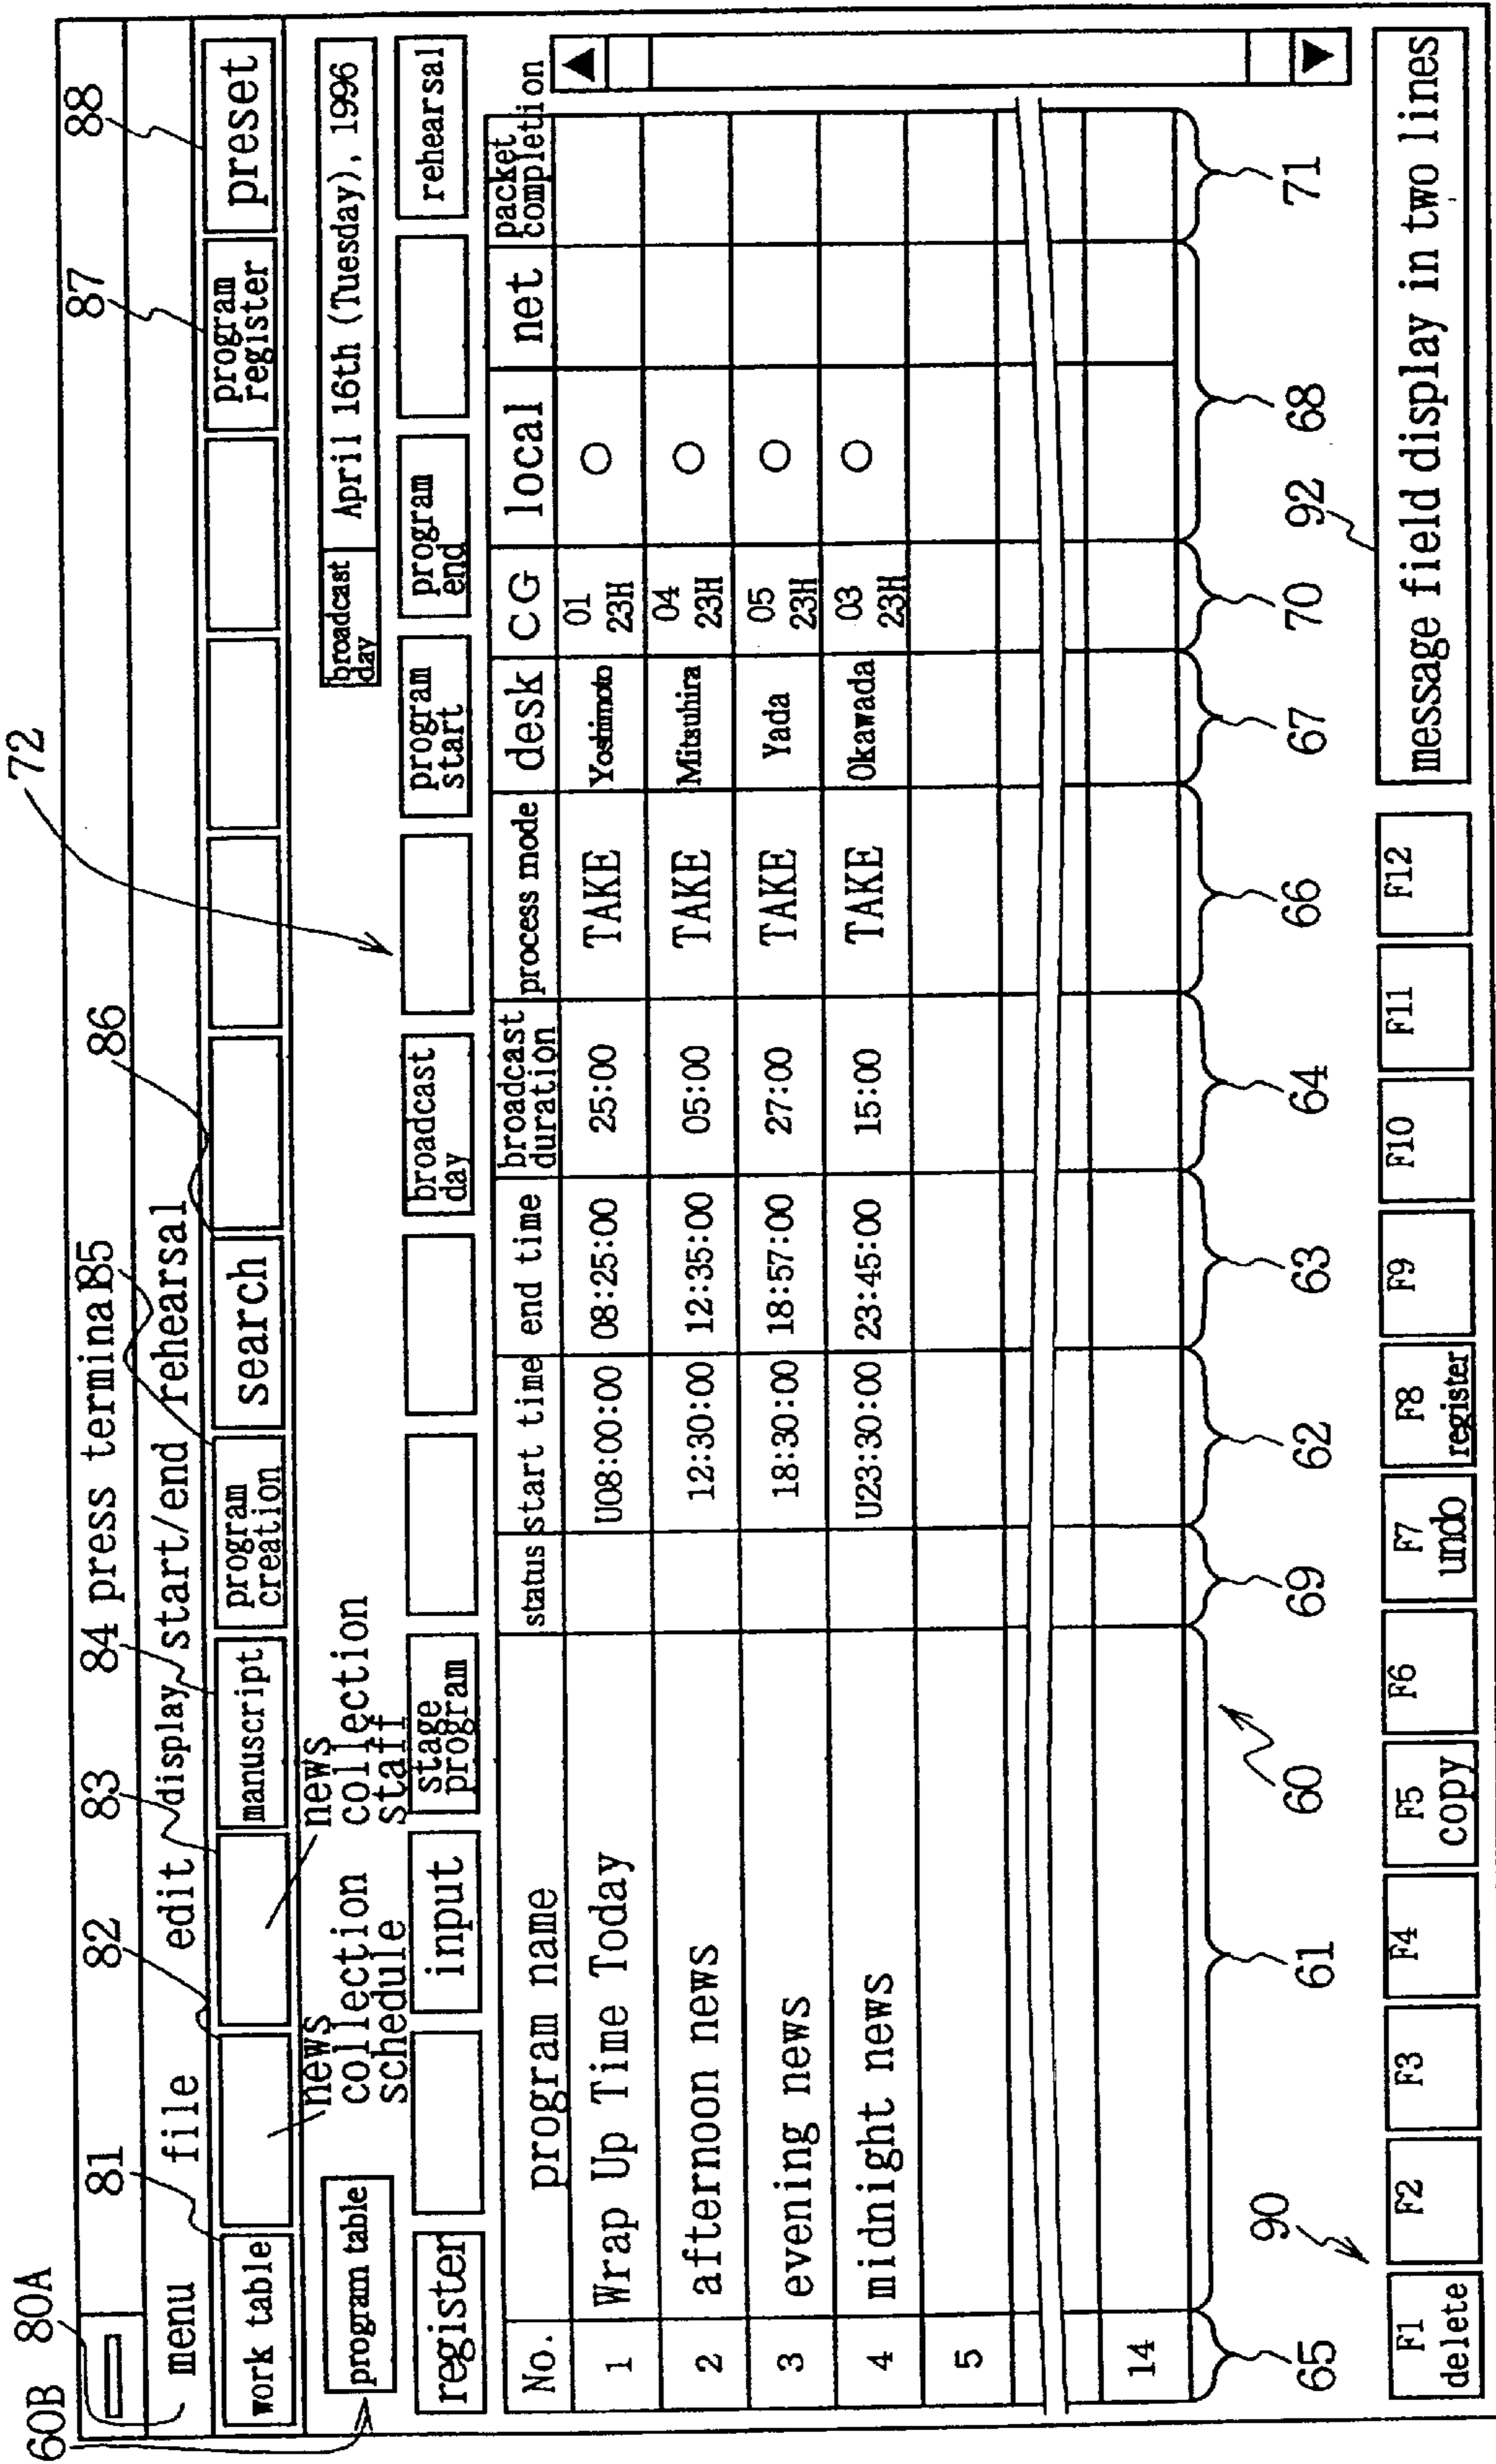 60B 80A 81 82 83 84 press terminal 85 86 72 87 88
menu file edit display start/end rehearsal
work table manuscript program creation search program register preset
news collection schedule
news collection staff
program table
broadcast day April 16th (Tuesday), 1996
register input stage program broadcast day program start program end rehearsal
No. program name status start time end time broadcast duration process mode desk CG local net packet completion
1 Wrap Up Time Today U08:00:00 08:25:00 25:00 TAKE Yoshimoto 01 23H ○
2 afternoon news 12:30:00 12:35:00 05:00 TAKE Mitsuhira 04 23H ○
3 evening news 18:30:00 18:57:00 27:00 TAKE Yada 05 23H ○
4 midnight news U23:30:00 23:45:00 15:00 TAKE Okawada 03 23H ○
5
14
65 61 60 69 62 63 64 66 67 70 68 71
90 92
F1 delete F2 F3 F4 F5 copy F6 F7 undo F8 register F9 F10 F11 F12 message field display in two lines